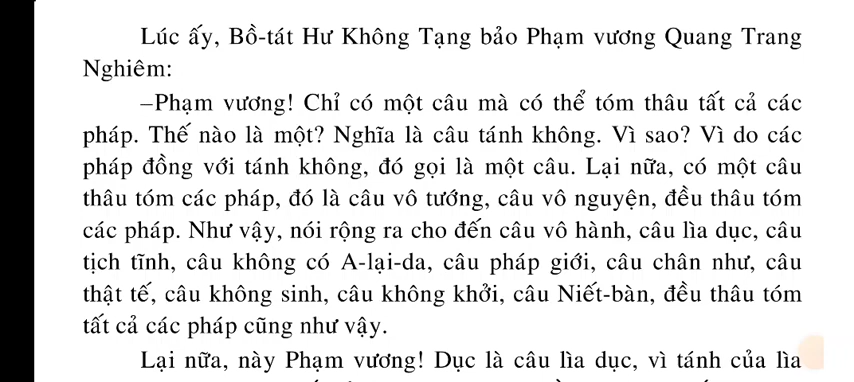 Lúc ấy, Bồ-tát Hư Không Tạng bảo Phạm vương Quang Trang
Nghiêm:
–Phạm vương! Chỉ có một câu mà có thể tóm thâu tất cả các
pháp. Thế nào là một? Nghĩa là câu tánh không. Vì sao? Vì do các
pháp đồng với tánh không, đó gọi là một câu. Lại nữa, có một câu
thâu tóm các pháp, đó là câu vô tướng, câu vô nguyện, đều thâu tóm
các pháp. Như vậy, nói rộng ra cho đến câu vô hành, câu lìa dục, câu
tịch tĩnh, câu không có A-lại-da, câu pháp giới, câu chân như, câu
thật tế, câu không sinh, câu không khởi, câu Niết-bàn, đều thâu tóm
tất cả các pháp cũng như vậy.
Lại nữa, này Phạm vương! Dục là câu lìa dục, vì tánh của lìa